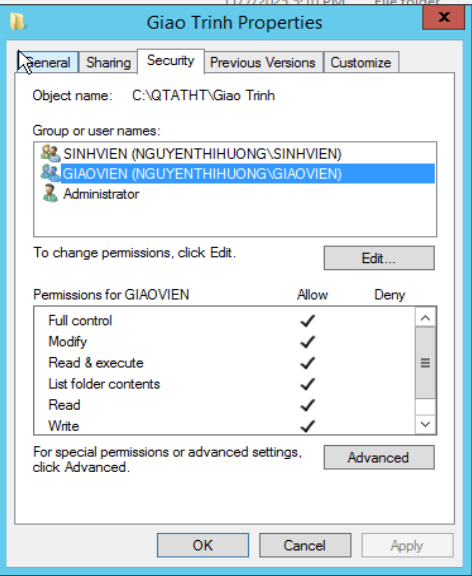 Giao Trinh Properties
x
General Sharing Security Previous Versions Customize
Object name: C:\QTATHT\Giao Trinh
Group or user names:
SINHVIEN (NGUYENTHIHUONG\SINHVIEN)
GIAOVIEN (NGUYENTHIHUONG\GIAOVIEN)
Administrator
To change permissions, click Edit.
Edit...
Permissions for GIAOVIEN Allow Deny
Full control
Modify
Read & execute
List folder contents
Read
Write
For special permissions or advanced settings,
click Advanced.
Advanced
OK Cancel Apply